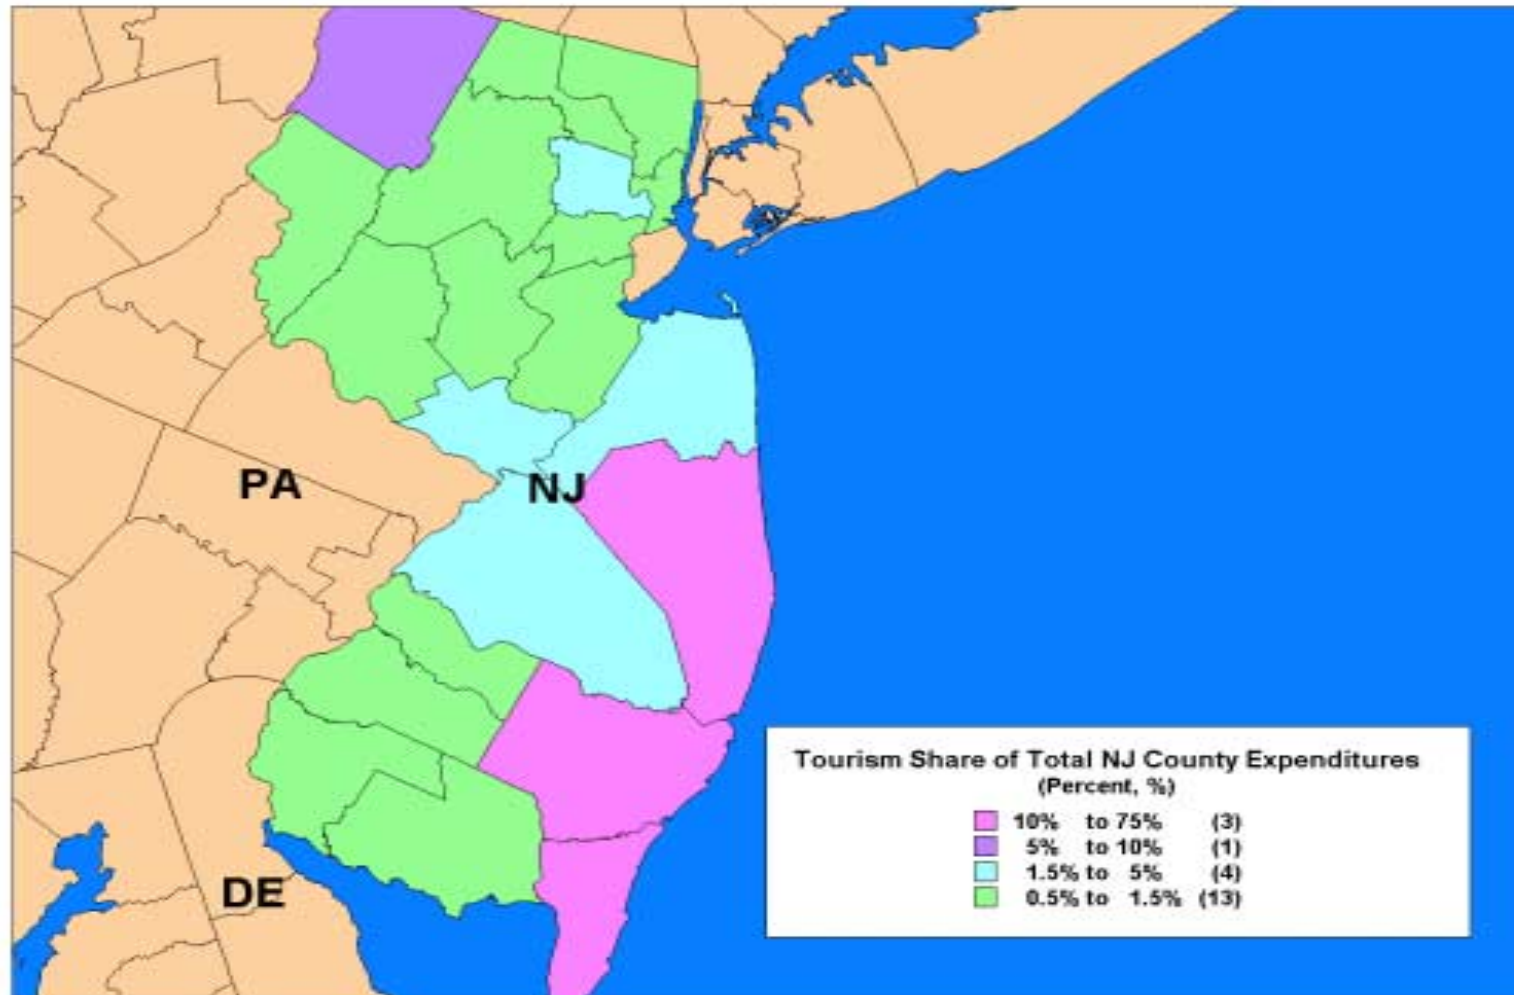 PA
NJ
DE
Tourism Share of Total NJ County Expenditures
(Percent, %)
10% to 75% (3)
5% to 10% (1)
1.5% to 5% (4)
0.5% to 1.5% (13)